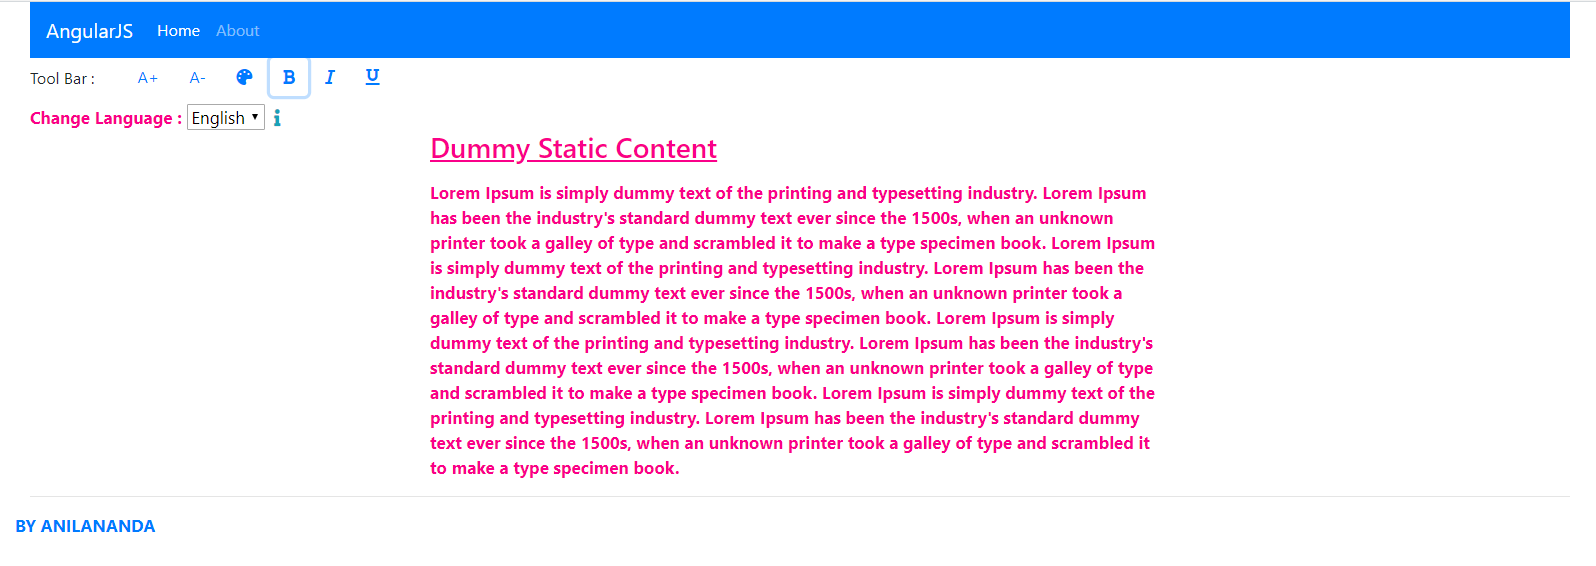 AngularJS Home About
Tool Bar : A+ A- B I U
Change Language : English
Dummy Static Content
Lorem Ipsum is simply dummy text of the printing and typesetting industry. Lorem Ipsum
has been the industry's standard dummy text ever since the 1500s, when an unknown
printer took a galley of type and scrambled it to make a type specimen book. Lorem Ipsum
is simply dummy text of the printing and typesetting industry. Lorem Ipsum has been the
industry's standard dummy text ever since the 1500s, when an unknown printer took a
galley of type and scrambled it to make a type specimen book. Lorem Ipsum is simply
dummy text of the printing and typesetting industry. Lorem Ipsum has been the industry's
standard dummy text ever since the 1500s, when an unknown printer took a galley of type
and scrambled it to make a type specimen book. Lorem Ipsum is simply dummy text of the
printing and typesetting industry. Lorem Ipsum has been the industry's standard dummy
text ever since the 1500s, when an unknown printer took a galley of type and scrambled it
to make a type specimen book.
BY ANILANANDA